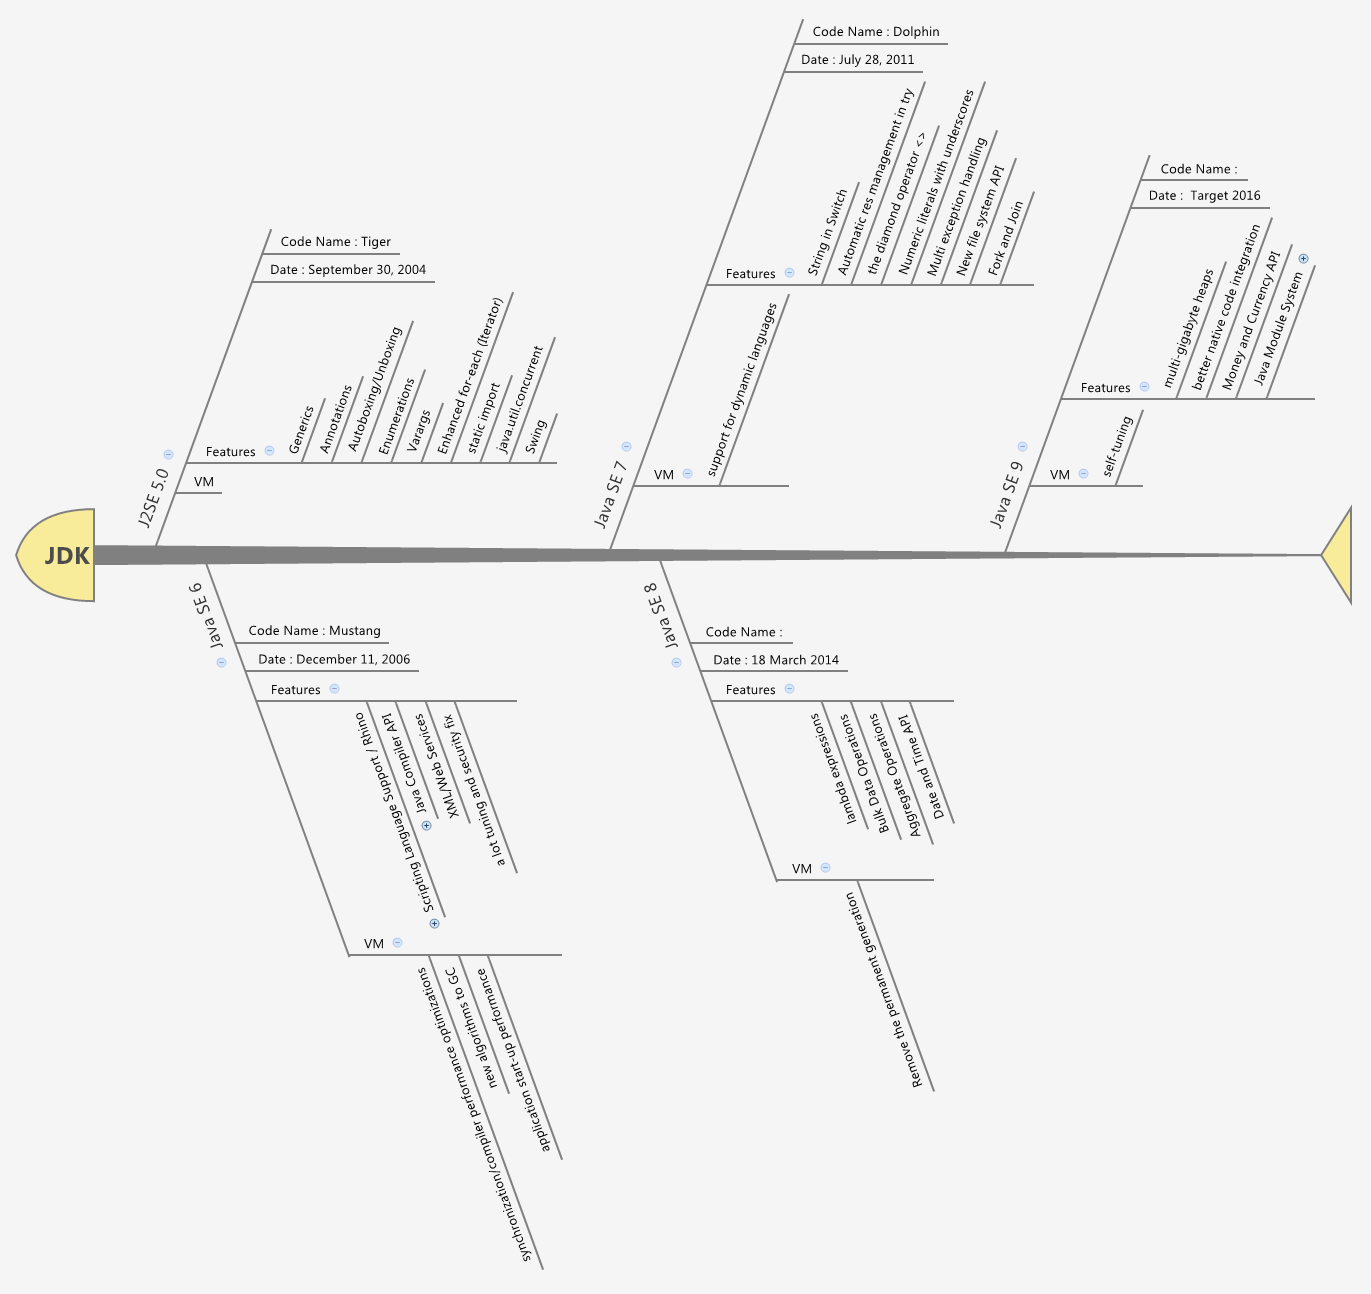 JDK
J2SE 5.0
Code Name : Tiger
Date : September 30, 2004
Features
Generics
Annotations
Autoboxing/Unboxing
Enumerations
Varargs
Enhanced for-each (Iterator)
static import
java.util.concurrent
Swing
VM
Java SE 6
Code Name : Mustang
Date : December 11, 2006
Features
Scripting Language Support / Rhino
Java Compiler API
XML/Web Services
a lot tuning and security fix
VM
synchronization/compiler performance optimizations
new algorithms to GC
application start-up performance
Java SE 7
Code Name : Dolphin
Date : July 28, 2011
Features
String in Switch
Automatic res management in try
the diamond operator <>
Numeric literals with underscores
Multi exception handling
New file system API
Fork and Join
VM
support for dynamic languages
Java SE 8
Code Name :
Date : 18 March 2014
Features
lambda expressions
Bulk Data Operations
Aggregate Operations
Date and Time API
VM
Remove the permanent generation
Java SE 9
Code Name :
Date :  Target 2016
Features
multi-gigabyte heaps
better native code integration
Money and Currency API
Java Module System
VM
self-tuning